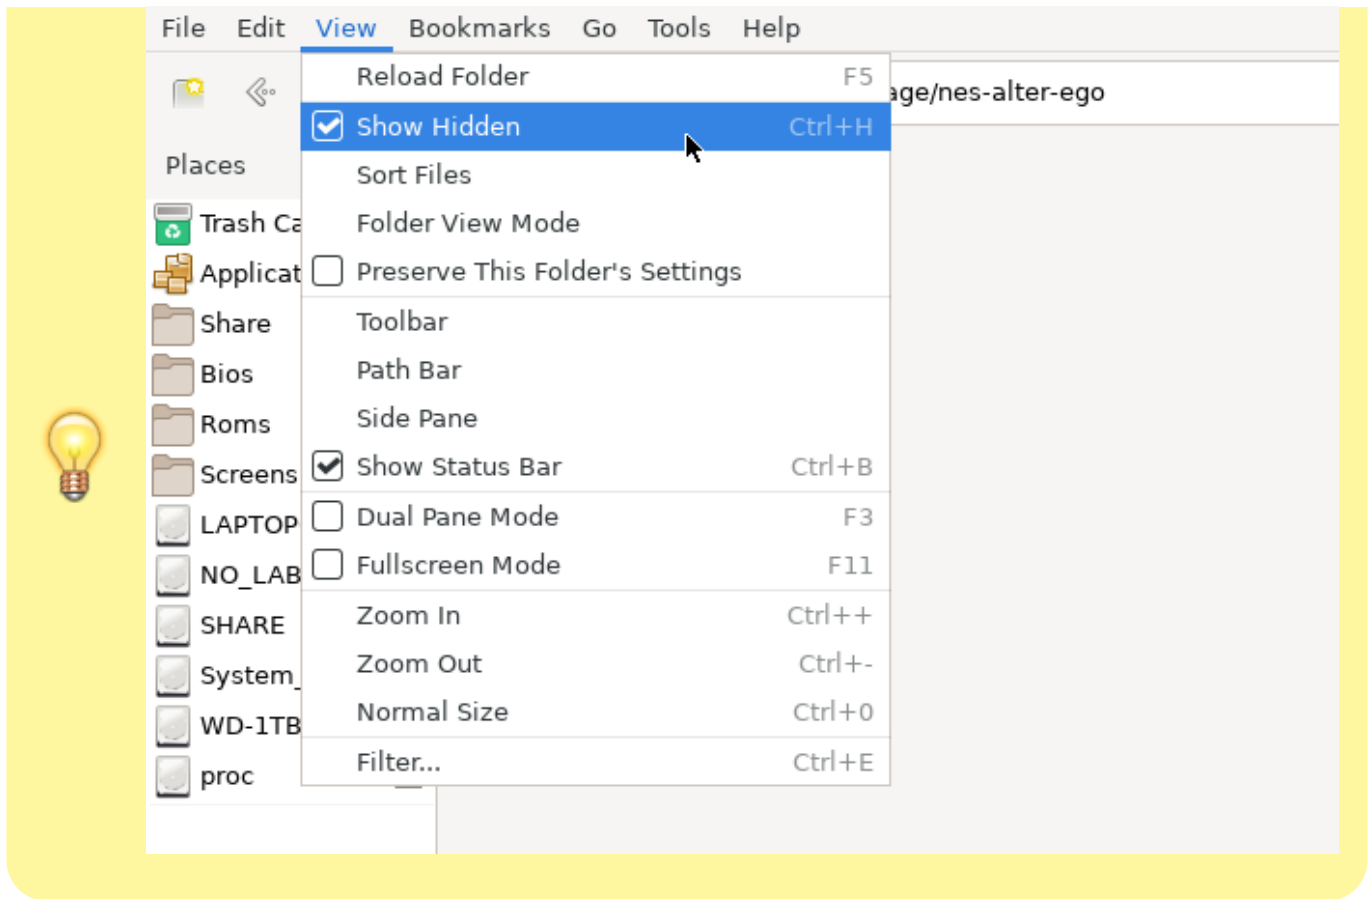 File Edit View Bookmarks Go Tools Help
Reload Folder F5
age/nes-alter-ego
Show Hidden Ctrl+H
Places
Sort Files
Trash Ca
Folder View Mode
Applicat
Preserve This Folder's Settings
Share
Toolbar
Bios
Path Bar
Roms
Side Pane
Screens
Show Status Bar Ctrl+B
LAPTOP
Dual Pane Mode F3
NO_LAB
Fullscreen Mode F11
SHARE
Zoom In Ctrl++
System_
Zoom Out Ctrl+-
WD-1TB
Normal Size Ctrl+0
proc
Filter... Ctrl+E